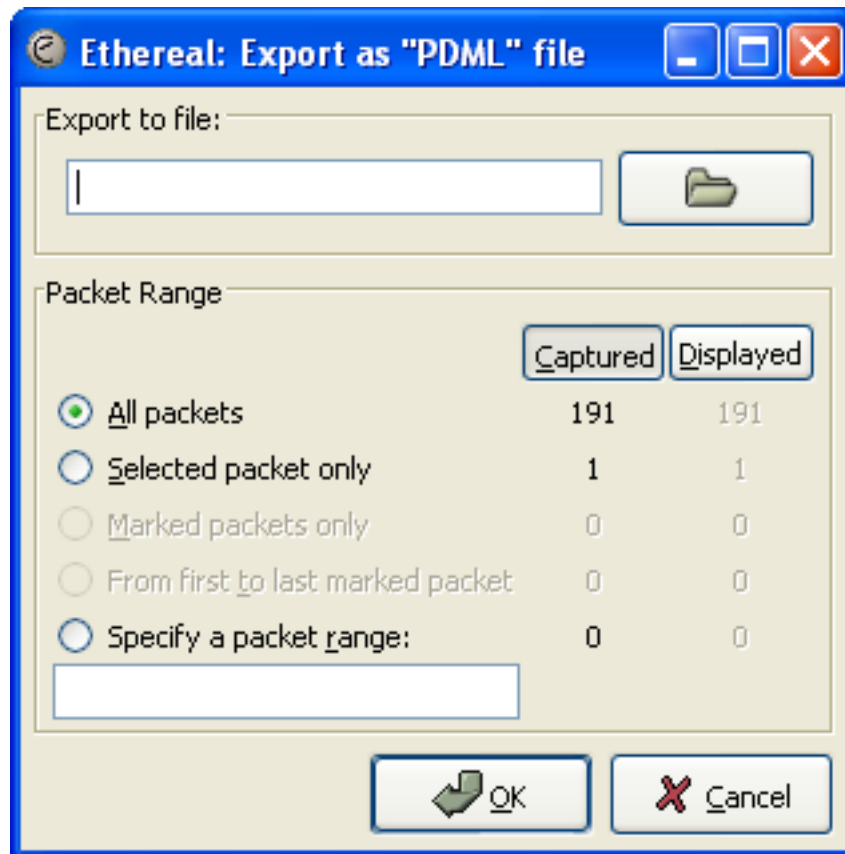 Ethereal: Export as "PDML" file
Export to file:
Packet Range
Captured Displayed
All packets 191 191
Selected packet only 1 1
Marked packets only 0 0
From first to last marked packet 0 0
Specify a packet range: 0 0
OK Cancel